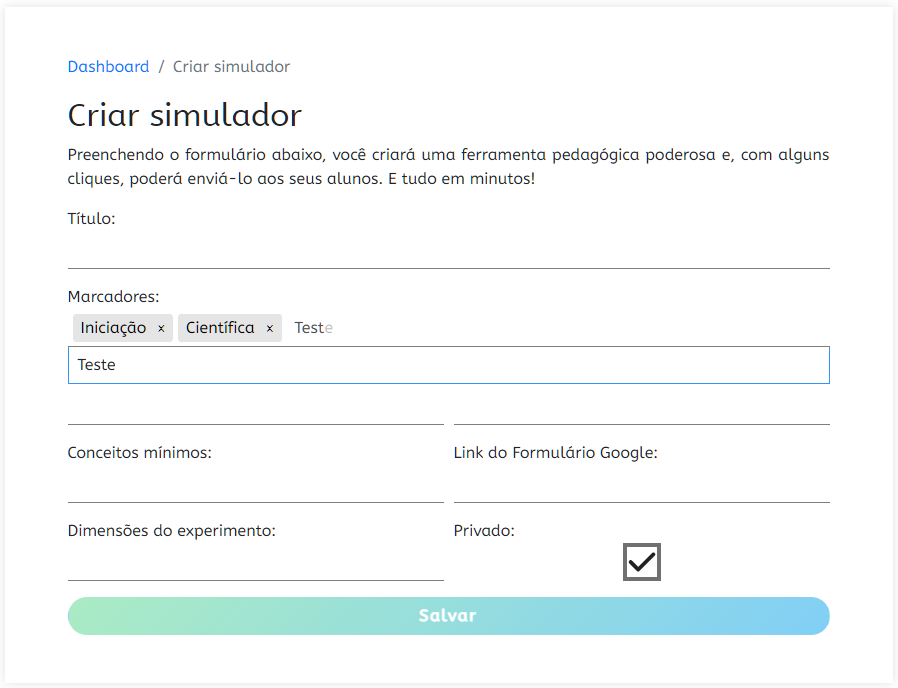 Dashboard / Criar simulador
Criar simulador
Preenchendo o formulário abaixo, você criará uma ferramenta pedagógica poderosa e, com alguns
cliques, poderá enviá-lo aos seus alunos. E tudo em minutos!
Título:
Marcadores:
Iniciação × Científica × Teste
Teste
Conceitos mínimos: Link do Formulário Google:
Dimensões do experimento: Privado:
Salvar